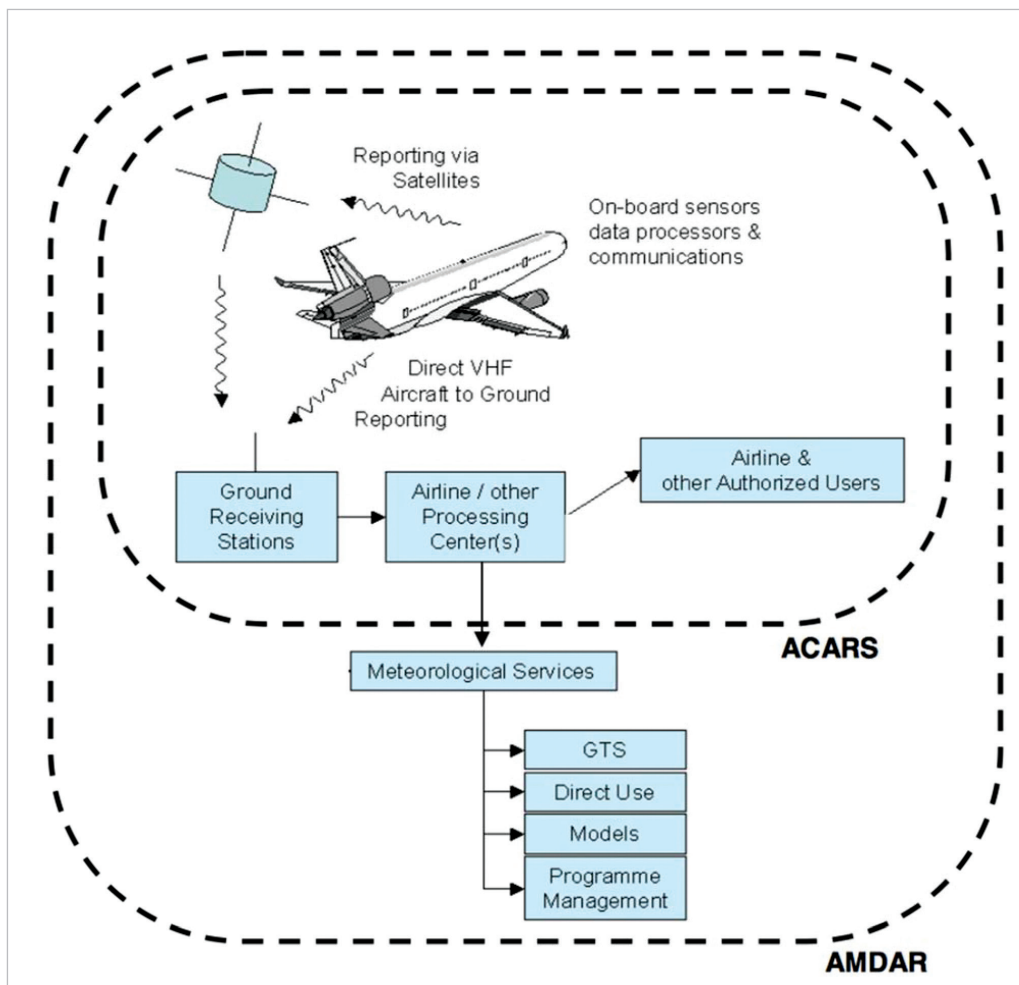 Reporting via
Satellites
On-board sensors
data processors &
communications
Direct VHF
Aircraft to Ground
Reporting
Airline &
other Authorized Users
Ground
Receiving
Stations
Airline / other
Processing
Center(s)
ACARS
Meteorological Services
GTS
Direct Use
Models
Programme
Management
AMDAR